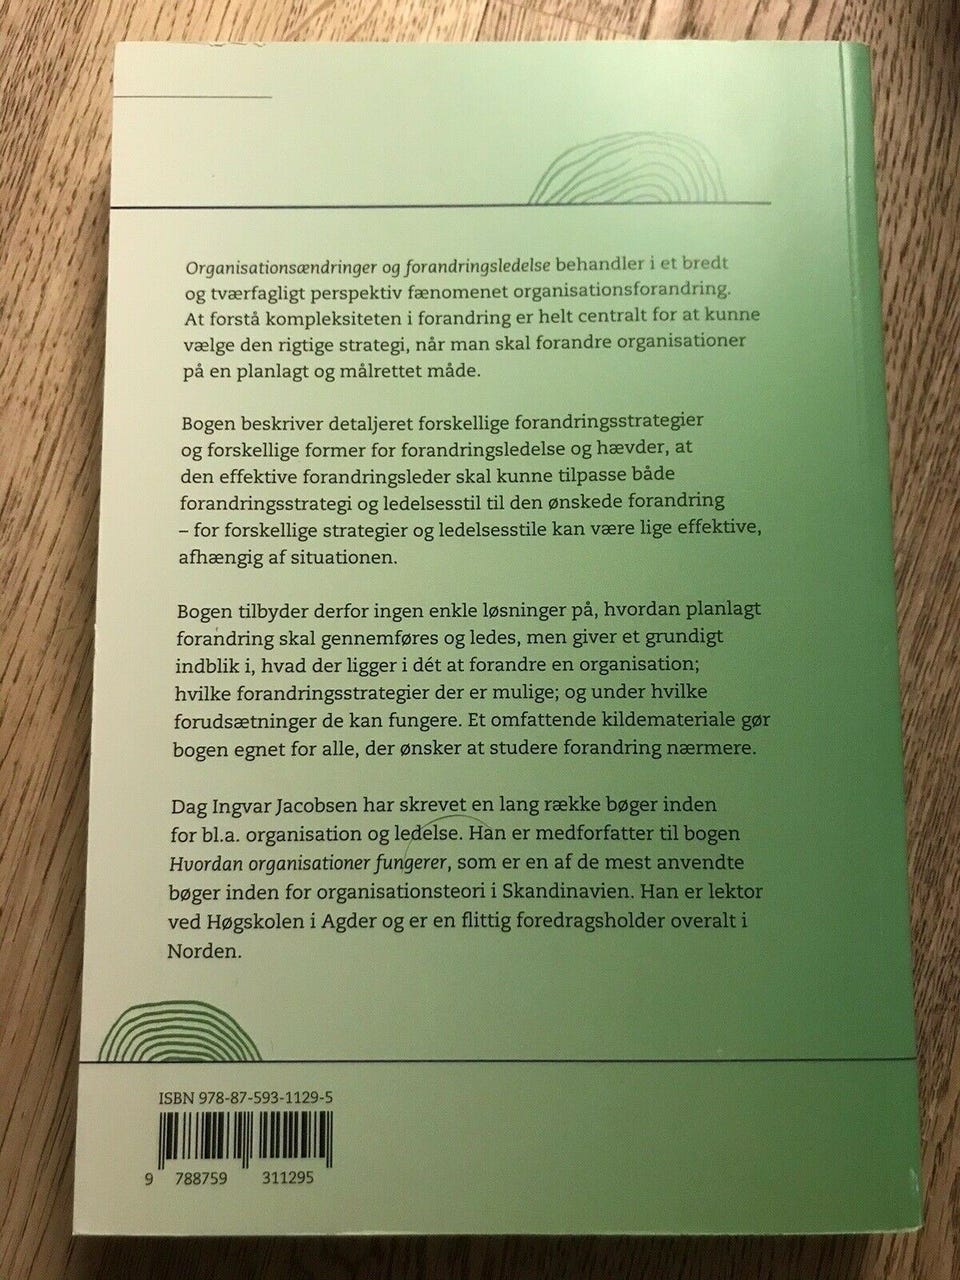 Organisationsændringer og forandringsledelse behandler i et bredt
og tværfagligt perspektiv fænomenet organisationsforandring.
At forstå kompleksiteten i forandring er helt centralt for at kunne
vælge den rigtige strategi, når man skal forandre organisationer
på en planlagt og målrettet måde.
Bogen beskriver detaljeret forskellige forandringsstrategier
og forskellige former for forandringsledelse og hævder, at
den effektive forandringsleder skal kunne tilpasse både
forandringsstrategi og ledelsesstil til den ønskede forandring
– for forskellige strategier og ledelsesstile kan være lige effektive,
afhængig af situationen.
Bogen tilbyder derfor ingen enkle løsninger på, hvordan planlagt
forandring skal gennemføres og ledes, men giver et grundigt
indblik i, hvad der ligger i dét at forandre en organisation;
hvilke forandringsstrategier der er mulige; og under hvilke
forudsætninger de kan fungere. Et omfattende kildemateriale gør
bogen egnet for alle, der ønsker at studere forandring nærmere.
Dag Ingvar Jacobsen har skrevet en lang række bøger inden
for bl.a. organisation og ledelse. Han er medforfatter til bogen
Hvordan organisationer fungerer, som er en af de mest anvendte
bøger inden for organisationsteori i Skandinavien. Han er lektor
ved Høgskolen i Agder og er en flittig foredragsholder overalt i
Norden.
ISBN 978-87-593-1129-5
9 788759 311295